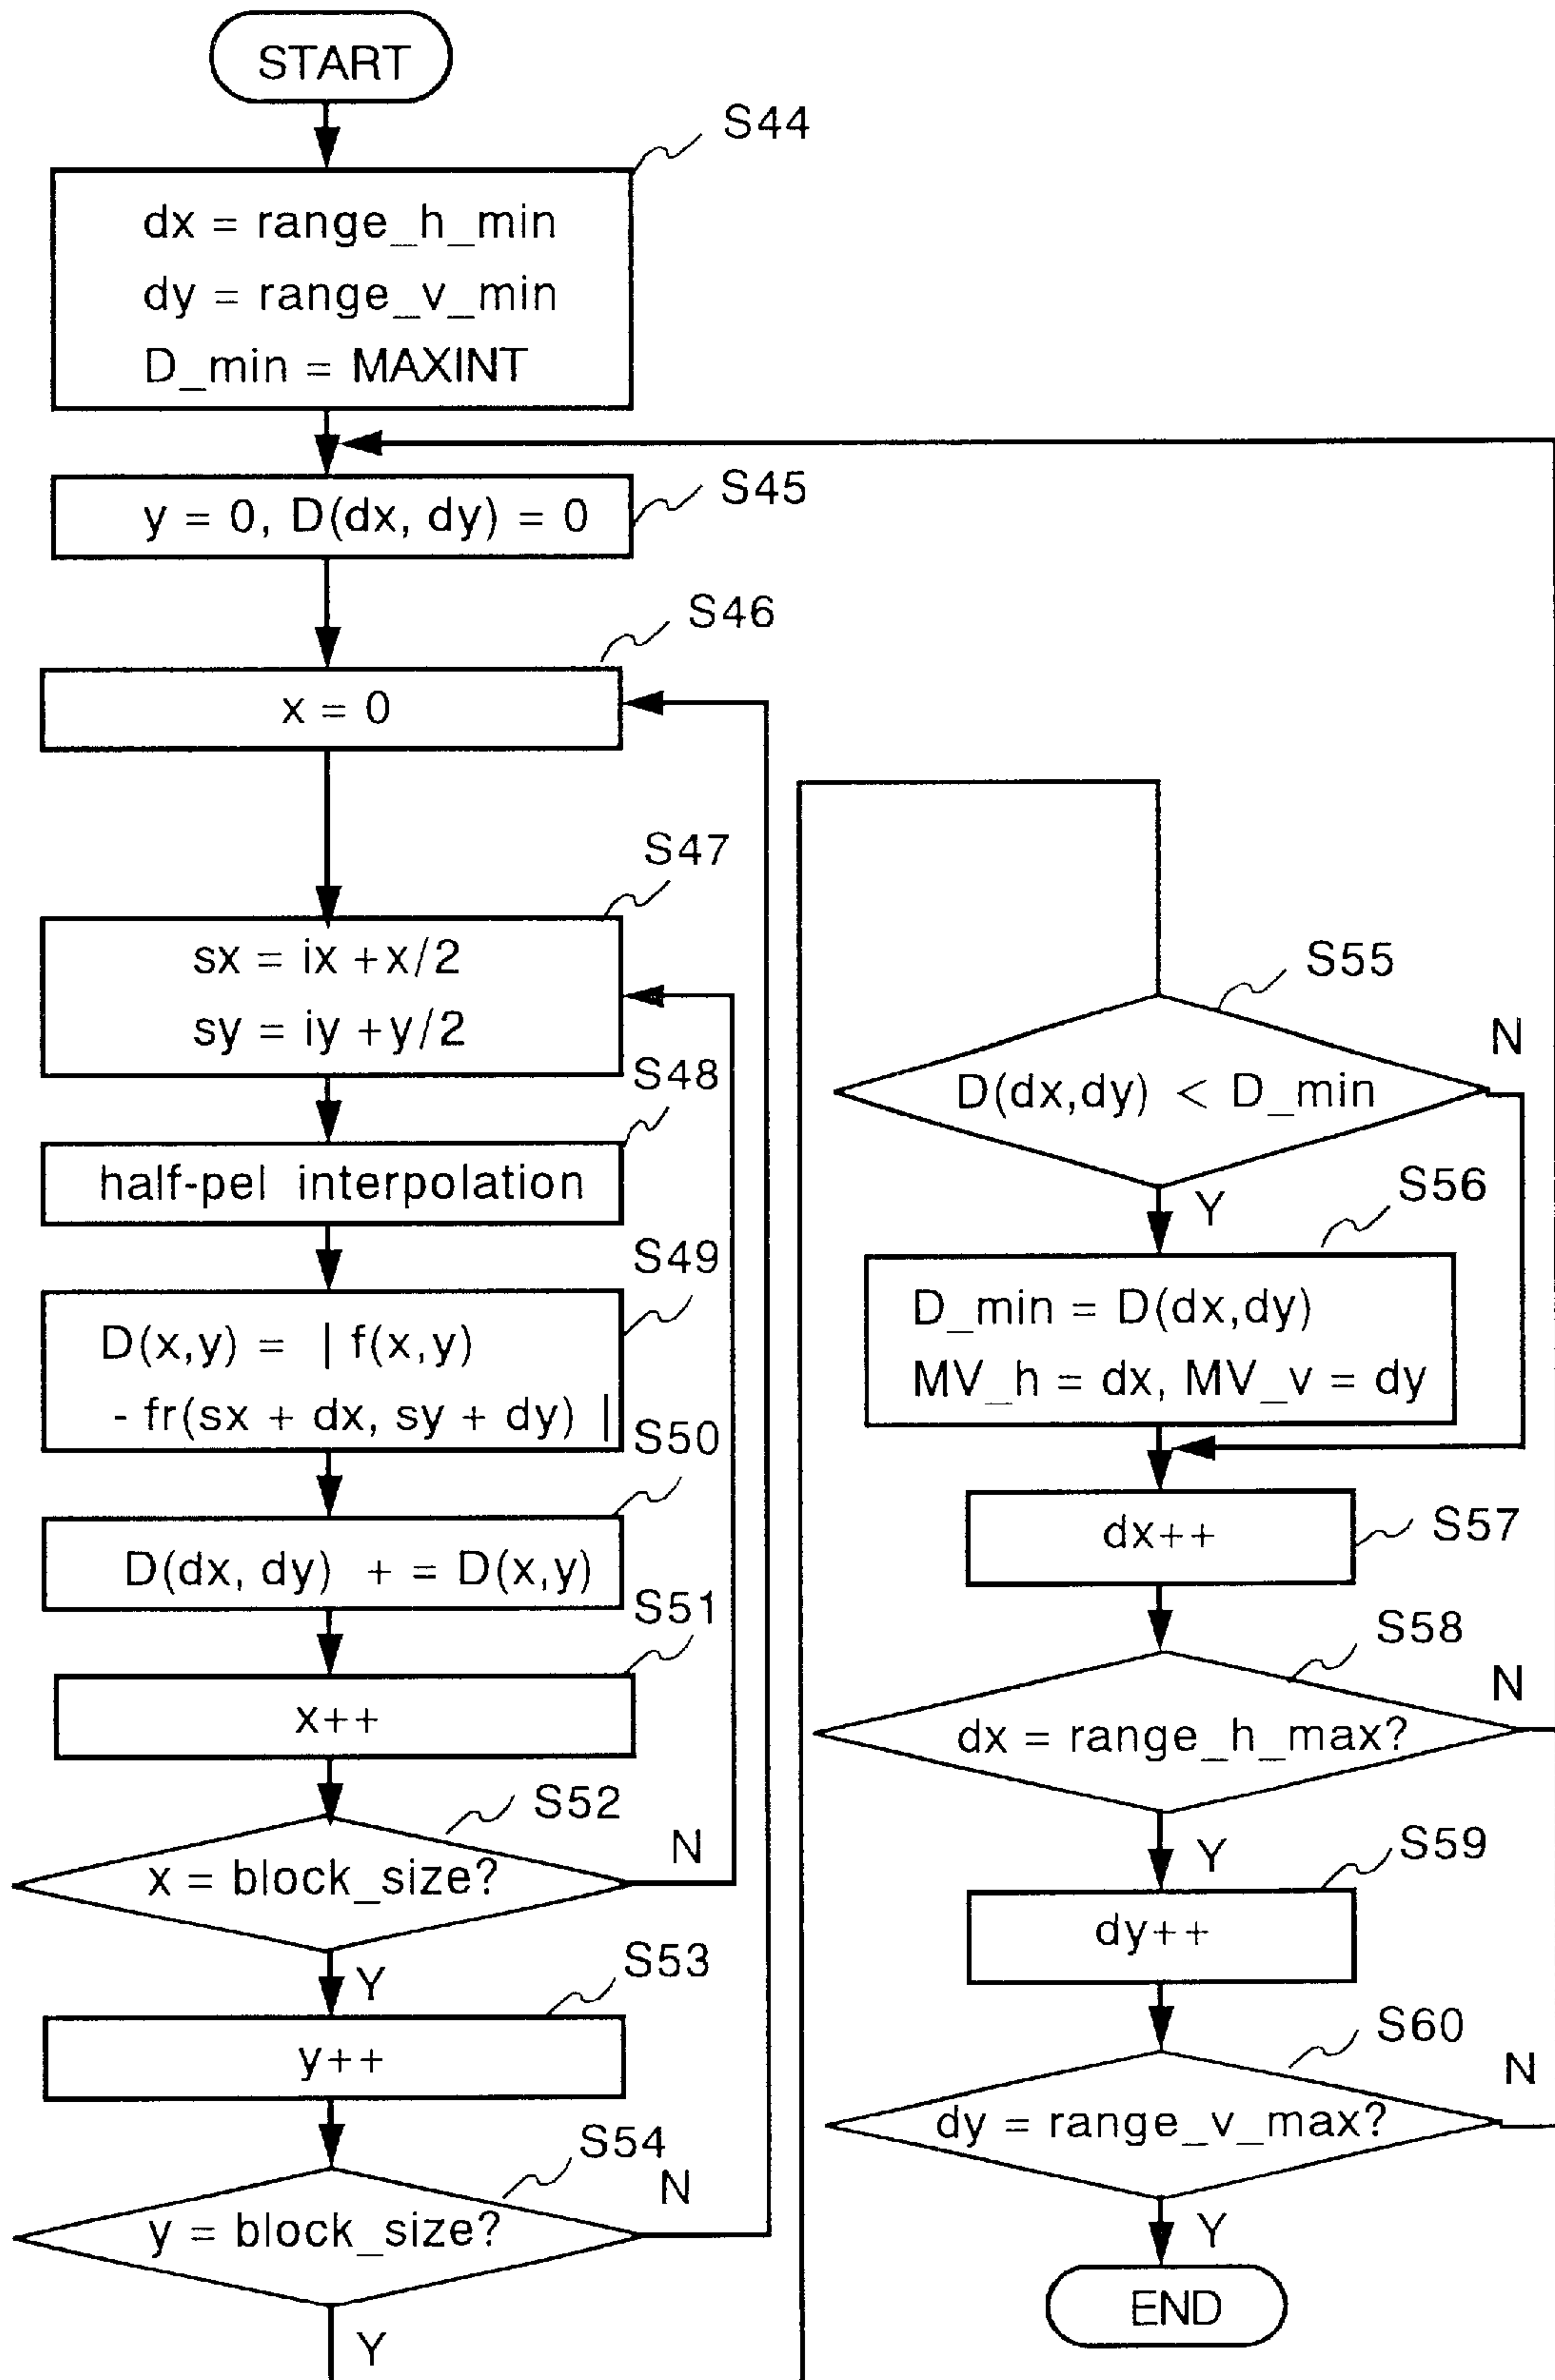 START
S44
dx = range_h_min
dy = range_v_min
D_min = MAXINT
S45
y = 0, D(dx, dy) = 0
S46
x = 0
S47
sx = ix +x/2
sy = iy +y/2
S48
half-pel interpolation
S49
D(x,y) = | f(x,y)
- fr(sx + dx, sy + dy) |
S50
D(dx, dy) + = D(x,y)
S51
x++
S52
x = block_size?
N
Y
S53
y++
S54
y = block_size?
N
Y
S55
D(dx,dy) < D_min
N
Y
S56
D_min = D(dx,dy)
MV_h = dx, MV_v = dy
S57
dx++
S58
dx = range_h_max?
N
Y
S59
dy++
S60
dy = range_v_max?
N
Y
END